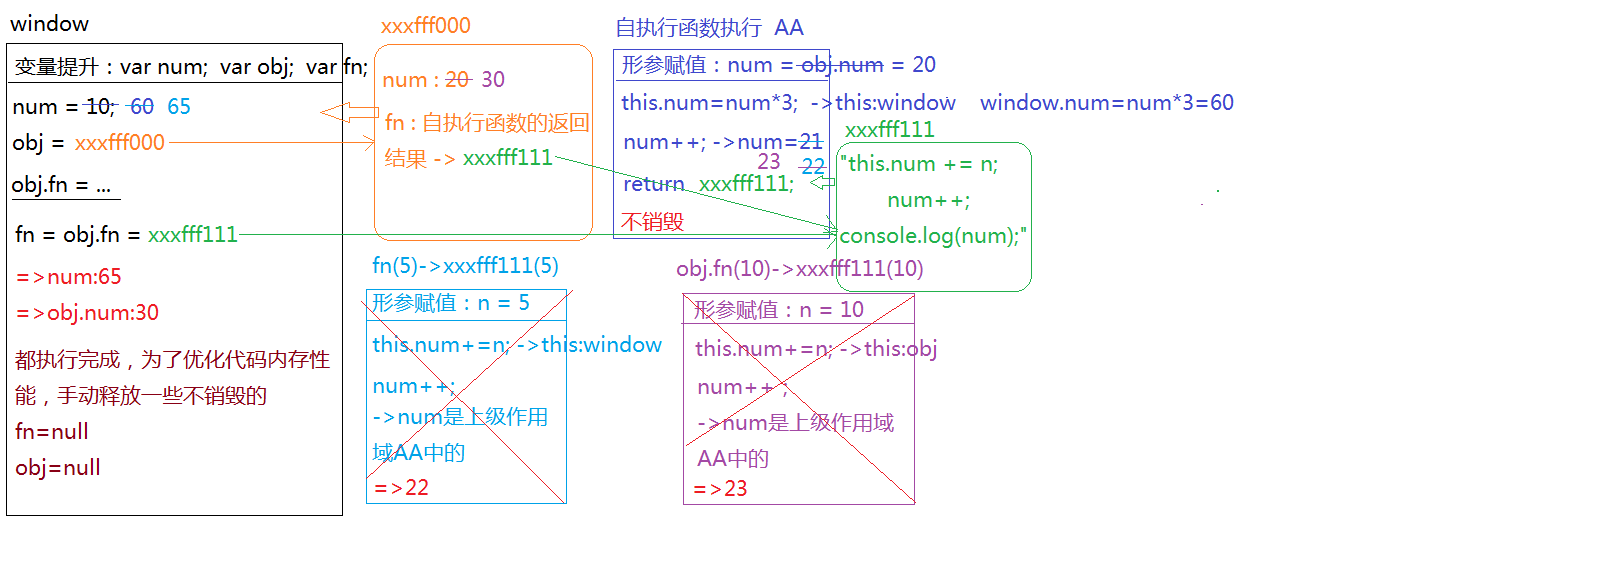 window
变量提升：var num;  var obj;  var fn;
num = 10;  60  65
obj =  xxxfff000
obj.fn = ...
fn = obj.fn = xxxfff111
=>num:65
=>obj.num:30
都执行完成，为了优化代码内存性
能，手动释放一些不销毁的
fn=null
obj=null
xxxfff000
num : 20  30
fn : 自执行函数的返回
结果 -> xxxfff111
自执行函数执行  AA
形参赋值：num = obj.num = 20
this.num=num*3;  ->this:window    window.num=num*3=60
num++; ->num=21
23  22
return  xxxfff111;
不销毁
xxxfff111
"this.num += n;
num++;
console.log(num);"
fn(5)->xxxfff111(5)
形参赋值：n = 5
this.num+=n; ->this:window
num++;
->num是上级作用
域AA中的
=>22
obj.fn(10)->xxxfff111(10)
形参赋值：n = 10
this.num+=n; ->this:obj
num++;
->num是上级作用域
AA中的
=>23